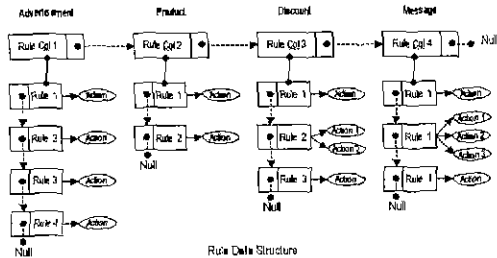 Advertisement Product Discount Message
Rule Col 1 Rule Col 2 Rule Col 3 Rule Col 4 Null
Rule 1 Action Rule 1 Action Rule 1 Action Rule 1 Action
Rule 2 Action Rule 2 Action Rule 2 Action 1 Action 2 Rule 1 Action 1 Action 2 Action 3
Null
Rule 3 Action Rule 3 Action Rule 1 Action
Null Null
Rule 4 Action
Null
Rule Data Structure